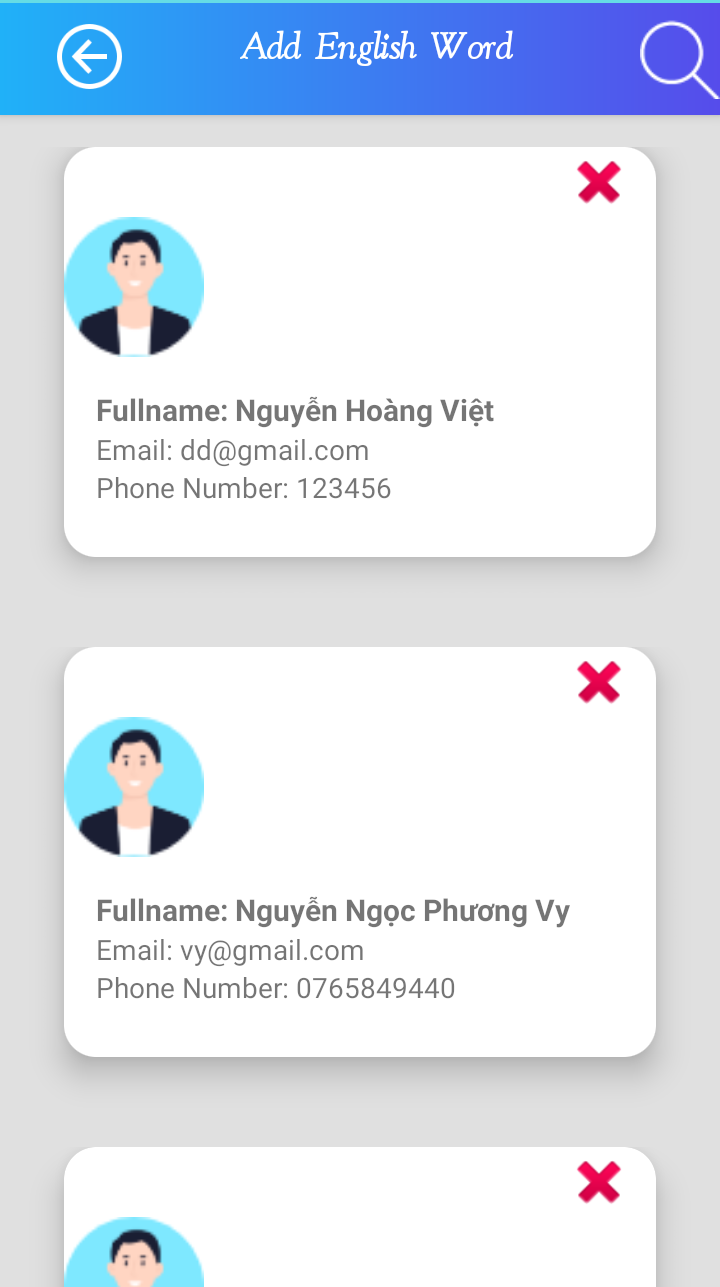 Add English Word
Fullname: Nguyễn Hoàng Việt
Email: dd@gmail.com
Phone Number: 123456
Fullname: Nguyễn Ngọc Phương Vy
Email: vy@gmail.com
Phone Number: 0765849440